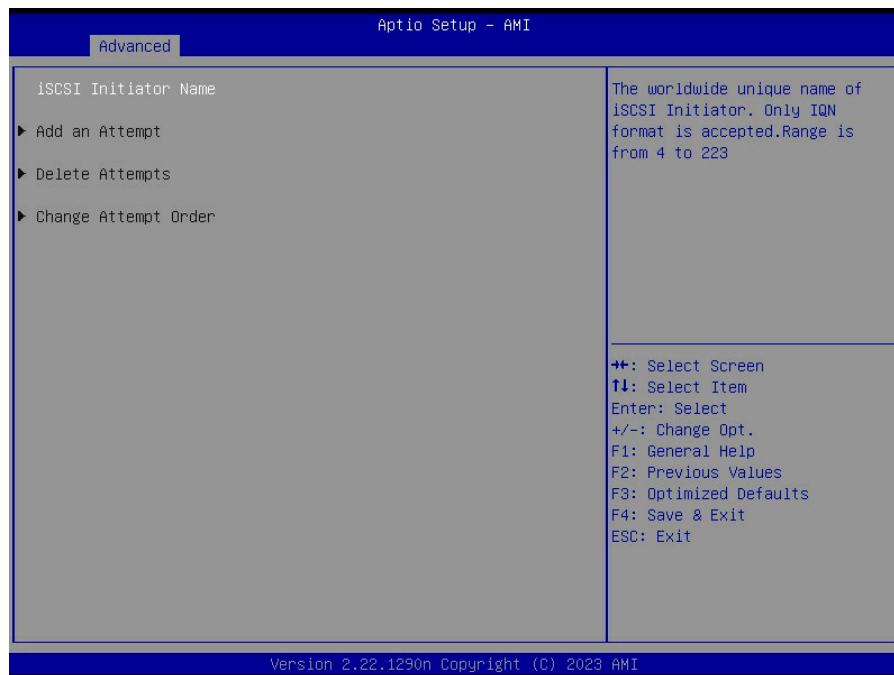 Aptio Setup – AMI
Advanced
iSCSI Initiator Name
▶ Add an Attempt
▶ Delete Attempts
▶ Change Attempt Order
The worldwide unique name of
iSCSI Initiator. Only IQN
format is accepted.Range is
from 4 to 223
→←: Select Screen
↑↓: Select Item
Enter: Select
+/-: Change Opt.
F1: General Help
F2: Previous Values
F3: Optimized Defaults
F4: Save & Exit
ESC: Exit
Version 2.22.1290n Copyright (C) 2023 AMI